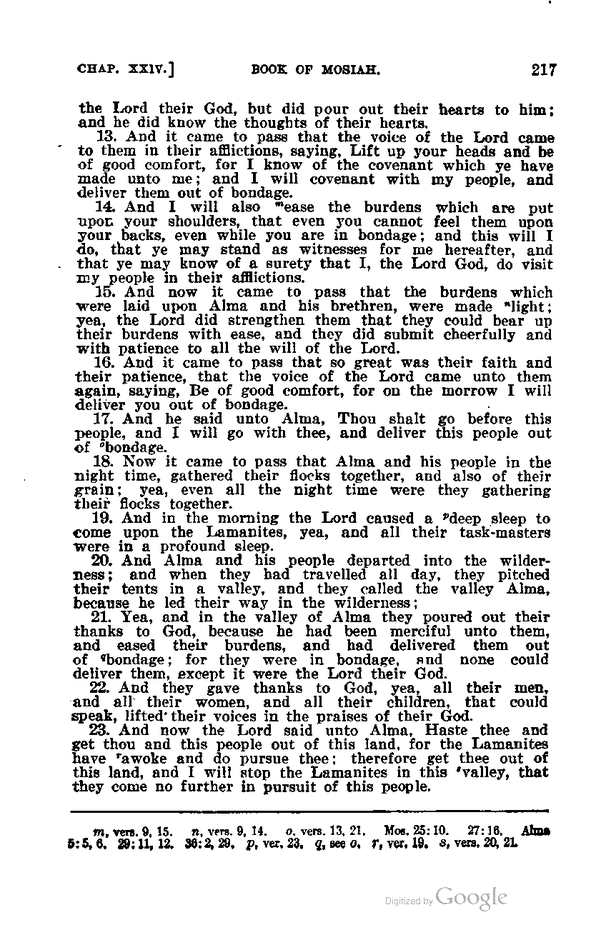 CHAP. XXIV.] BOOK OF MOSIAH. 217
the Lord their God, but did pour out their hearts to him;
and he did know the thoughts of their hearts.
13. And it came to pass that the voice of the Lord came
to them in their afflictions, saying, Lift up your heads and be
of good comfort, for I know of the covenant which ye have
made unto me; and I will covenant with my people, and
deliver them out of bondage.
14. And I will also ᵐease the burdens which are put
upon your shoulders, that even you cannot feel them upon
your backs, even while you are in bondage; and this will I
do, that ye may stand as witnesses for me hereafter, and
that ye may know of a surety that I, the Lord God, do visit
my people in their afflictions.
15. And now it came to pass that the burdens which
were laid upon Alma and his brethren, were made ⁿlight;
yea, the Lord did strengthen them that they could bear up
their burdens with ease, and they did submit cheerfully and
with patience to all the will of the Lord.
16. And it came to pass that so great was their faith and
their patience, that the voice of the Lord came unto them
again, saying, Be of good comfort, for on the morrow I will
deliver you out of bondage.
17. And he said unto Alma, Thou shalt go before this
people, and I will go with thee, and deliver this people out
of ᵒbondage.
18. Now it came to pass that Alma and his people in the
night time, gathered their flocks together, and also of their
grain; yea, even all the night time were they gathering
their flocks together.
19. And in the morning the Lord caused a ᵖdeep sleep to
come upon the Lamanites, yea, and all their task-masters
were in a profound sleep.
20. And Alma and his people departed into the wilder-
ness; and when they had travelled all day, they pitched
their tents in a valley, and they called the valley Alma,
because he led their way in the wilderness;
21. Yea, and in the valley of Alma they poured out their
thanks to God, because he had been merciful unto them,
and eased their burdens, and had delivered them out
of qbondage; for they were in bondage, and none could
deliver them, except it were the Lord their God.
22. And they gave thanks to God, yea, all their men,
and all their women, and all their children, that could
speak, lifted their voices in the praises of their God.
23. And now the Lord said unto Alma, Haste thee and
get thou and this people out of this land, for the Lamanites
have ʳawoke and do pursue thee; therefore get thee out of
this land, and I will stop the Lamanites in this ˢvalley, that
they come no further in pursuit of this people.
m, vers. 9, 15. n, vers. 9, 14. o, vers. 13, 21. Mos. 25:10. 27:16. Alma
5:5, 6. 29:11, 12. 36:2, 29. p, ver. 23. q, see o. r, ver. 19. s, vers. 20, 21.
Digitized by Google